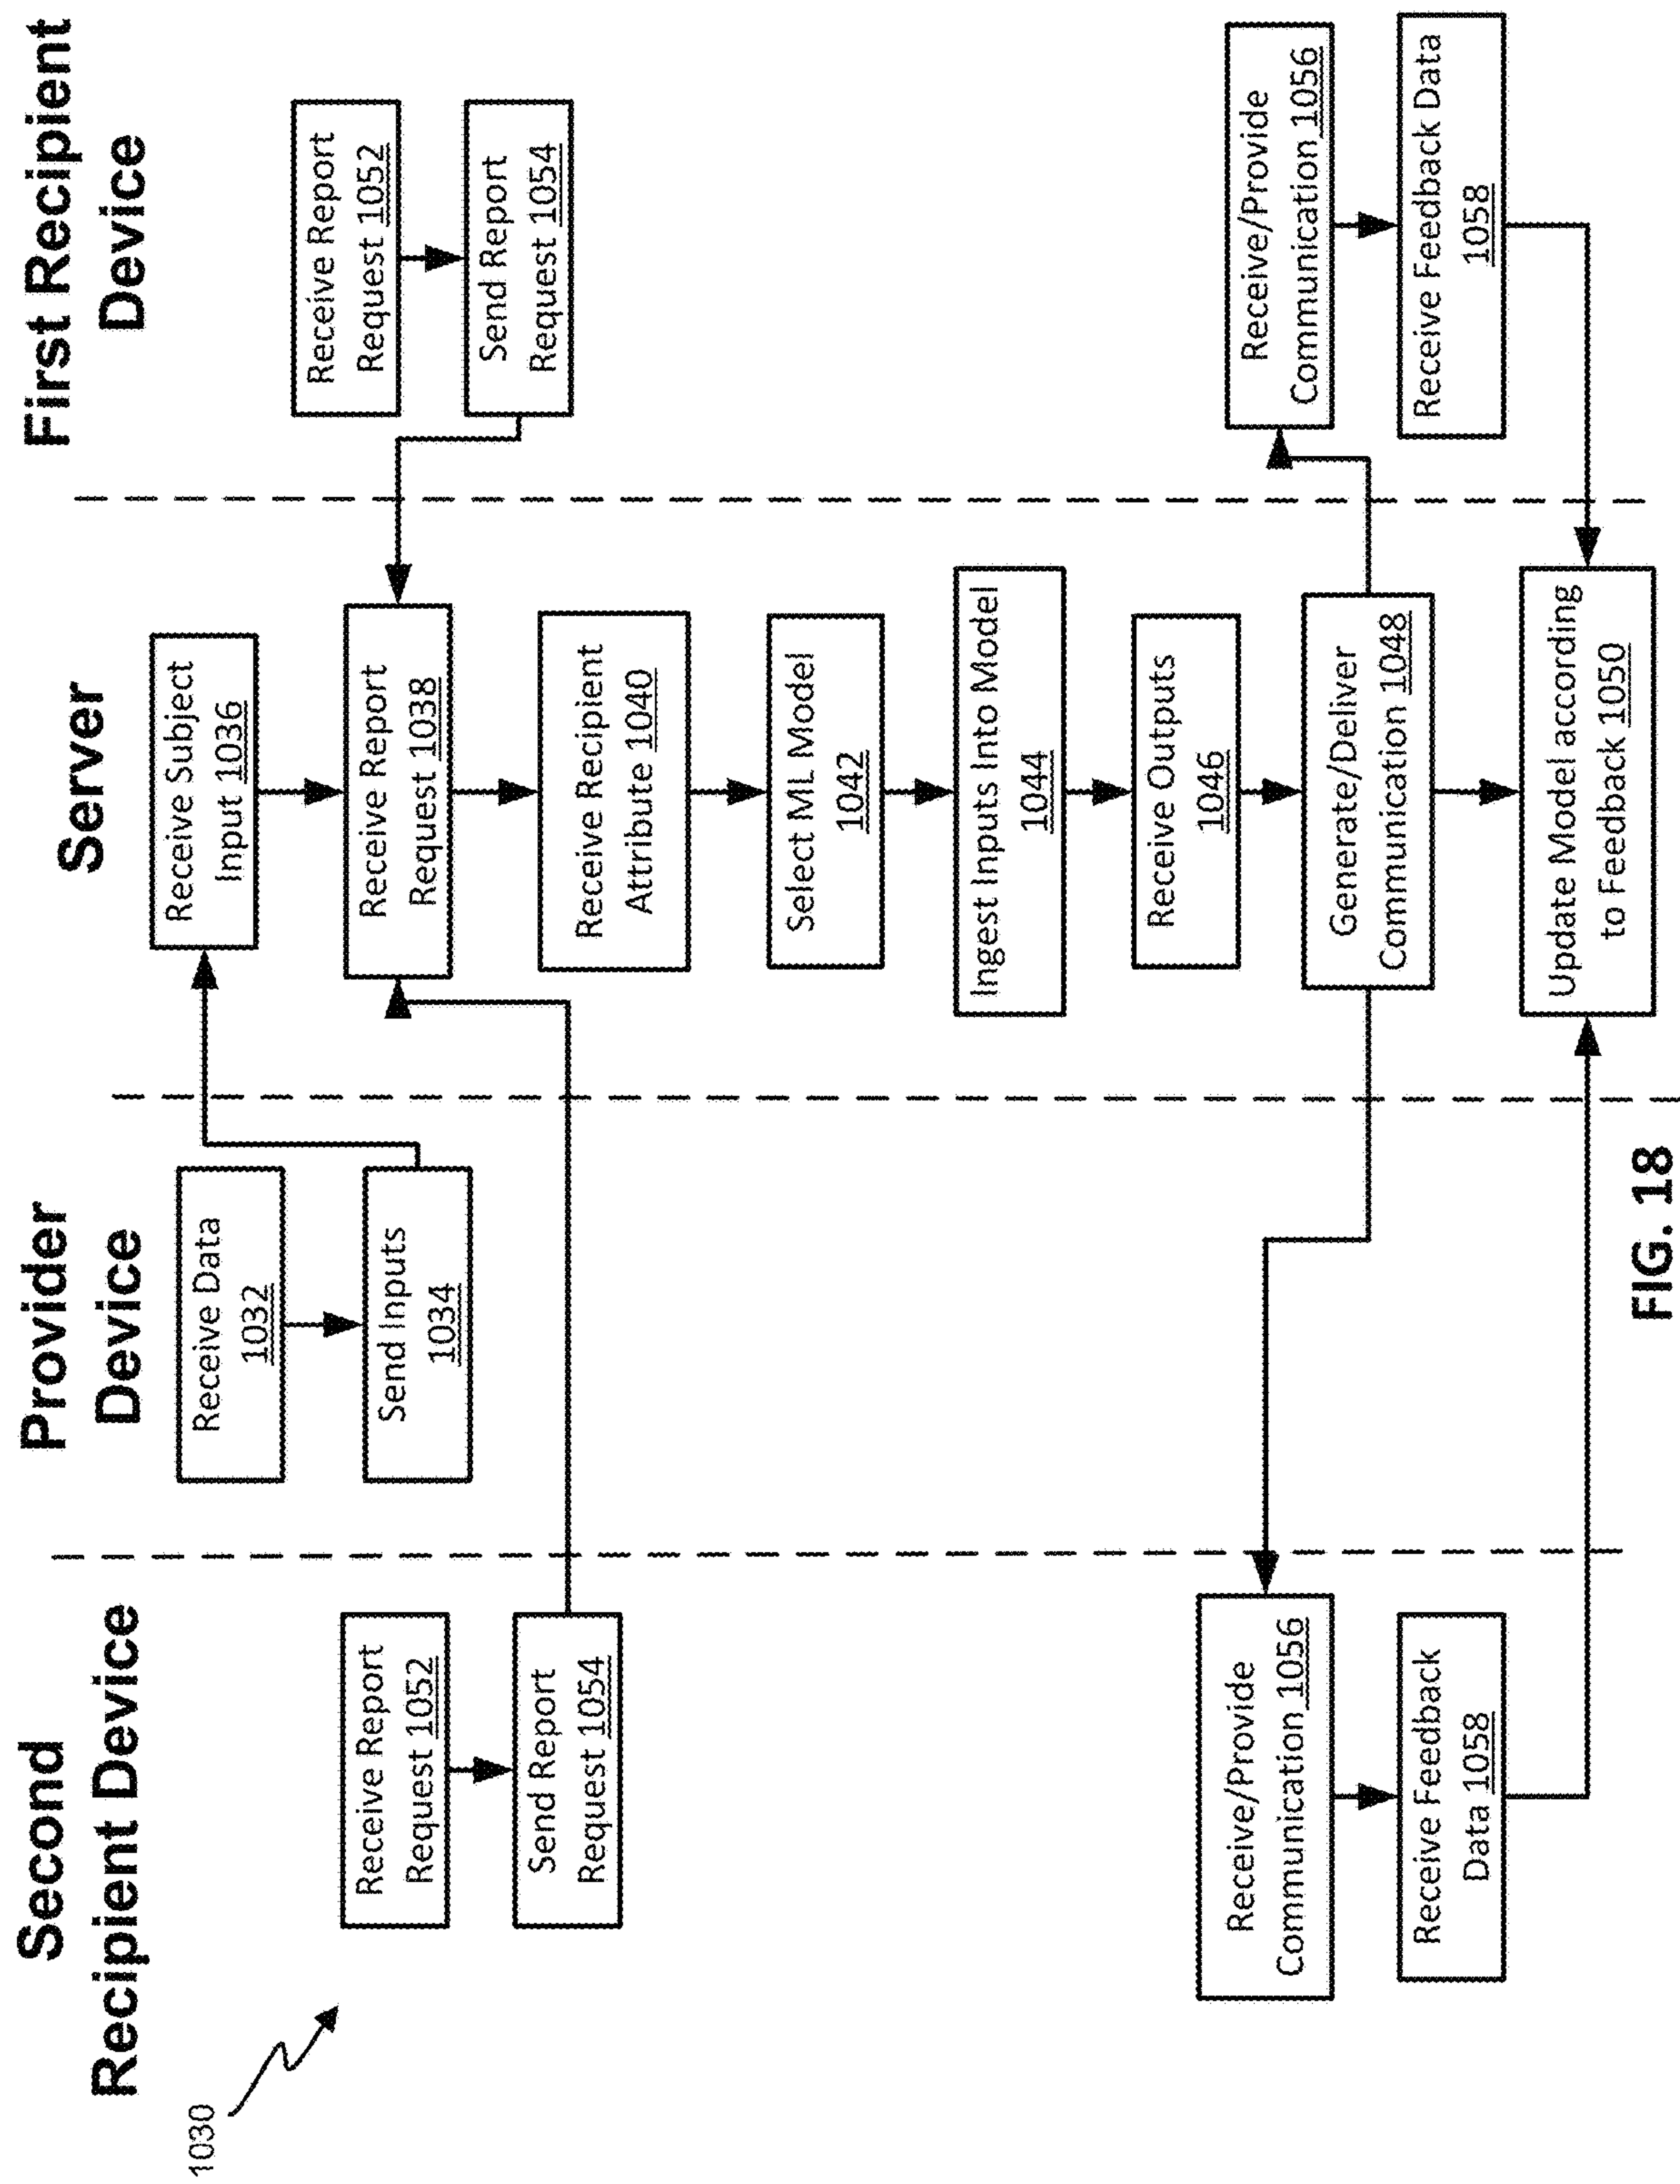 1030
Second
Recipient Device
Receive Report
Request 1052
Send Report
Request 1054
Receive/Provide
Communication 1056
Receive Feedback
Data 1058
Provider
Device
Receive Data
1032
Send Inputs
1034
Server
Receive Subject
Input 1036
Receive Report
Request 1038
Receive Recipient
Attribute 1040
Select ML Model
1042
Ingest Inputs Into Model
1044
Receive Outputs
1046
Generate/Deliver
Communication 1048
Update Model according
to Feedback 1050
First Recipient
Device
Receive Report
Request 1052
Send Report
Request 1054
Receive/Provide
Communication 1056
Receive Feedback Data
1058
FIG. 18